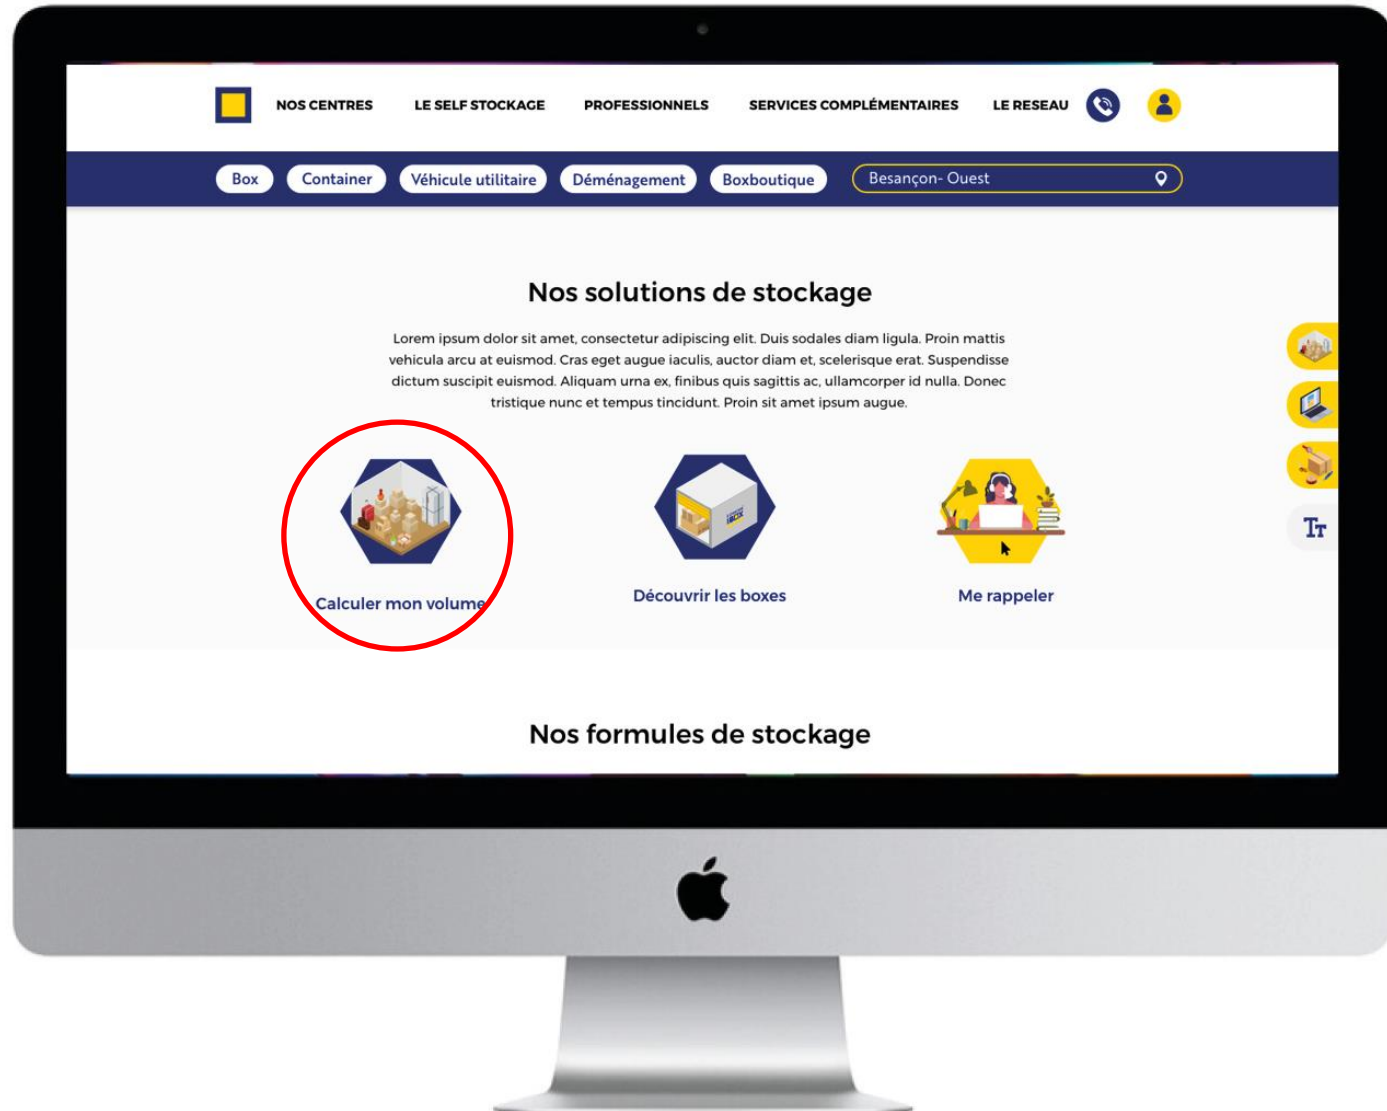 NOS CENTRES LE SELF STOCKAGE PROFESSIONNELS SERVICES COMPLÉMENTAIRES LE RESEAU
Box Container Véhicule utilitaire Déménagement Boxboutique Besançon- Ouest
Nos solutions de stockage
Lorem ipsum dolor sit amet, consectetur adipiscing elit. Duis sodales diam ligula. Proin mattis
vehicula arcu at euismod. Cras eget augue iaculis, auctor diam et, scelerisque erat. Suspendisse
dictum suscipit euismod. Aliquam urna ex, finibus quis sagittis ac, ullamcorper id nulla. Donec
tristique nunc et tempus tincidunt. Proin sit amet ipsum augue.
TT
Calculer mon volume Découvrir les boxes Me rappeler
Nos formules de stockage